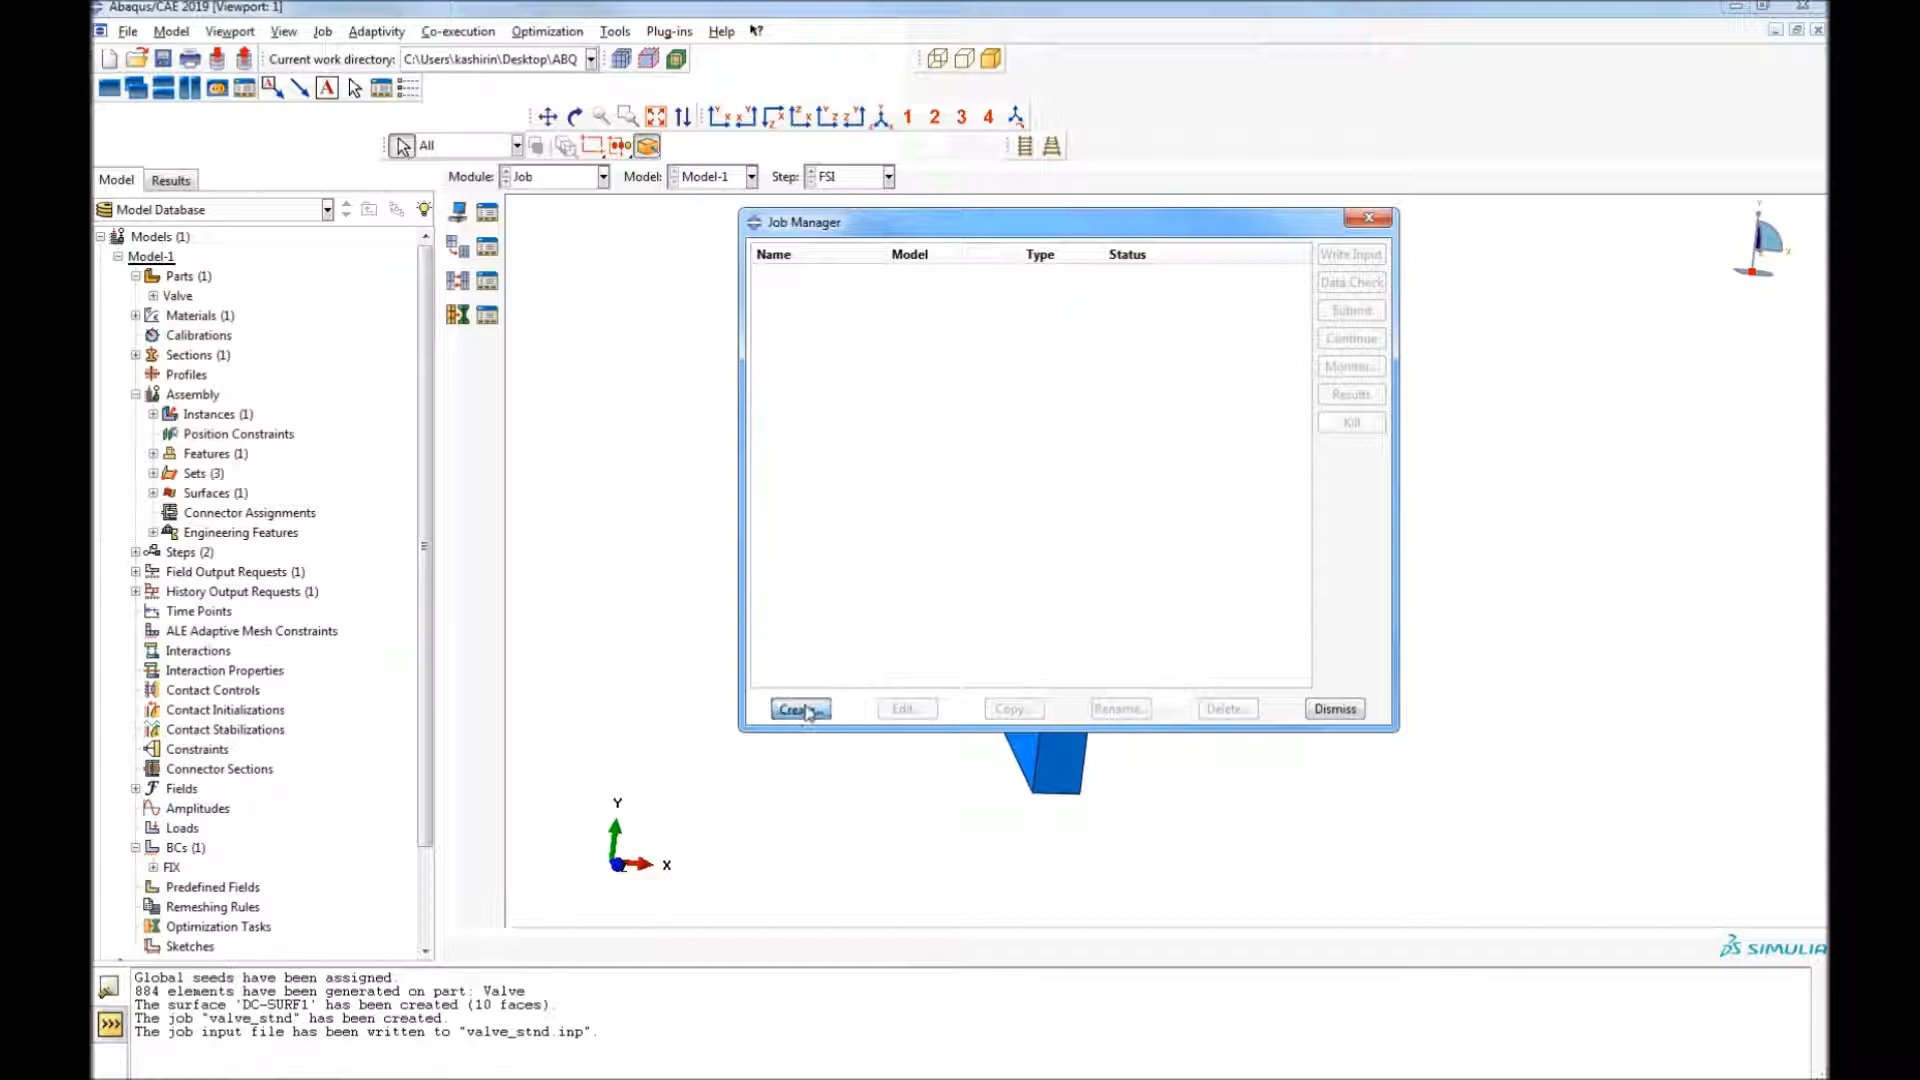 Abaqus/CAE 2019 [Viewport: 1]
File Model Viewport View Job Adaptivity Co-execution Optimization Tools Plug-ins Help
Current work directory: C:\Users\kashirin\Desktop\ABQ
A
1 2 3 4
All
Model Results
Module: Job Model: Model-1 Step: FSI
Model Database
Models (1)
Model-1
Parts (1)
Valve
Materials (1)
Calibrations
Sections (1)
Profiles
Assembly
Instances (1)
Position Constraints
Features (1)
Sets (3)
Surfaces (1)
Connector Assignments
Engineering Features
Steps (2)
Field Output Requests (1)
History Output Requests (1)
Time Points
ALE Adaptive Mesh Constraints
Interactions
Interaction Properties
Contact Controls
Contact Initializations
Contact Stabilizations
Constraints
Connector Sections
Fields
Amplitudes
Loads
BCs (1)
FIX
Predefined Fields
Remeshing Rules
Optimization Tasks
Sketches
Job Manager
Name Model Type Status
Write Input
Data Check
Submit
Continue
Monitor...
Results
Kill
Create... Edit... Copy... Rename... Delete... Dismiss
Y
X
SIMULIA
Global seeds have been assigned.
884 elements have been generated on part: Valve
The surface 'DC-SURF1' has been created (10 faces).
The job "valve_stnd" has been created.
The job input file has been written to "valve_stnd.inp".